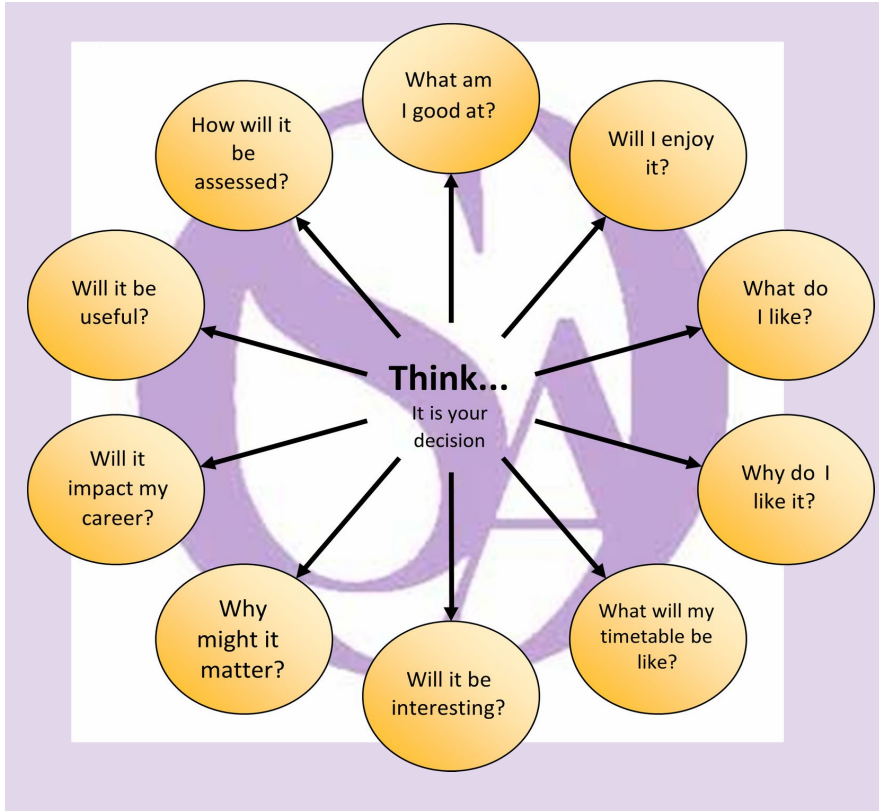 What am
I good at?
Will I enjoy
it?
What do
I like?
Why do I
like it?
What will my
timetable be
like?
Will it be
interesting?
Why
might it
matter?
Will it
impact my
career?
Will it be
useful?
How will it
be
assessed?
Think...
It is your
decision
SA